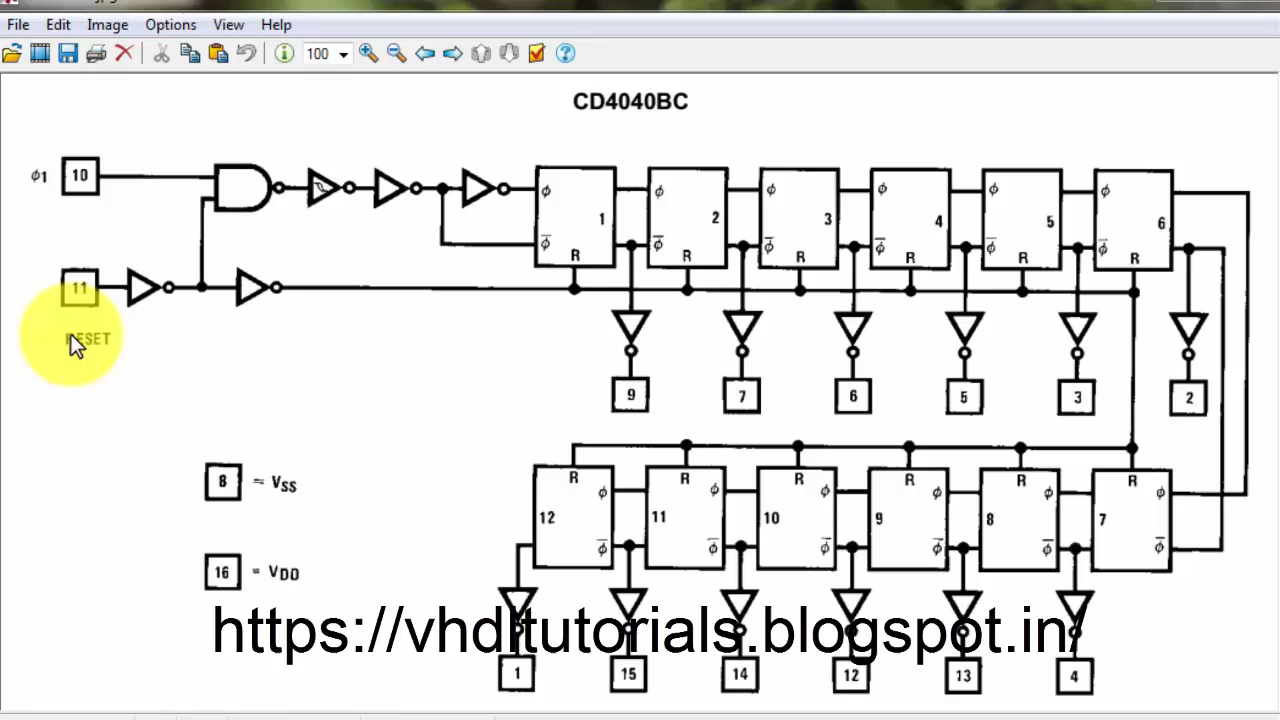 File Edit Image Options View Help
100
CD4040BC
ϕ1 10
ϕ ϕ ϕ ϕ ϕ ϕ
1 2 3 4 5 6
ϕ̅ ϕ̅ ϕ̅ ϕ̅ ϕ̅ ϕ̅
R R R R R R
11
RESET
9 7 6 5 3 2
R R R R R R
ϕ ϕ ϕ ϕ ϕ ϕ
12 11 10 9 8 7
ϕ̅ ϕ̅ ϕ̅ ϕ̅ ϕ̅ ϕ̅
8 = VSS
16 = VDD
https://vhdltutorials.blogspot.in/
1 15 14 12 13 4